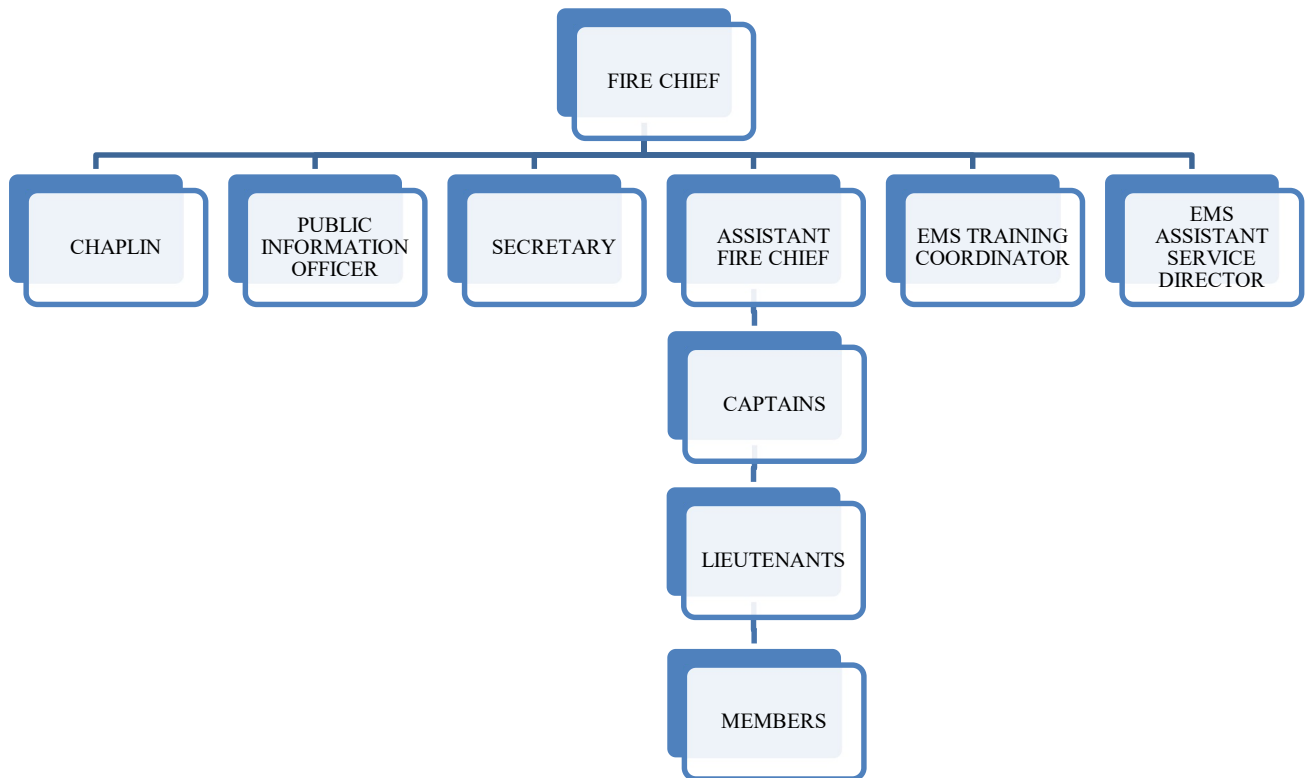 FIRE CHIEF
CHAPLIN
PUBLIC
INFORMATION
OFFICER
SECRETARY
ASSISTANT
FIRE CHIEF
EMS TRAINING
COORDINATOR
EMS
ASSISTANT
SERVICE
DIRECTOR
CAPTAINS
LIEUTENANTS
MEMBERS